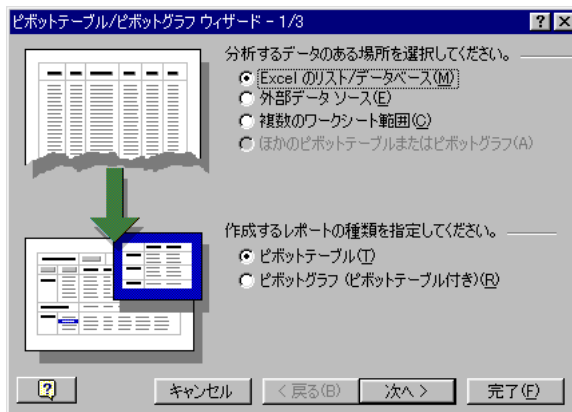 ピボットテーブル/ピボットグラフ ウィザード - 1/3
分析するデータのある場所を選択してください。
Excel のリスト/データベース(M)
外部データ ソース(E)
複数のワークシート範囲(C)
ほかのピボットテーブルまたはピボットグラフ(A)
作成するレポートの種類を指定してください。
ピボットテーブル(T)
ピボットグラフ (ピボットテーブル付き)(R)
キャンセル
< 戻る(B)
次へ >
完了(F)